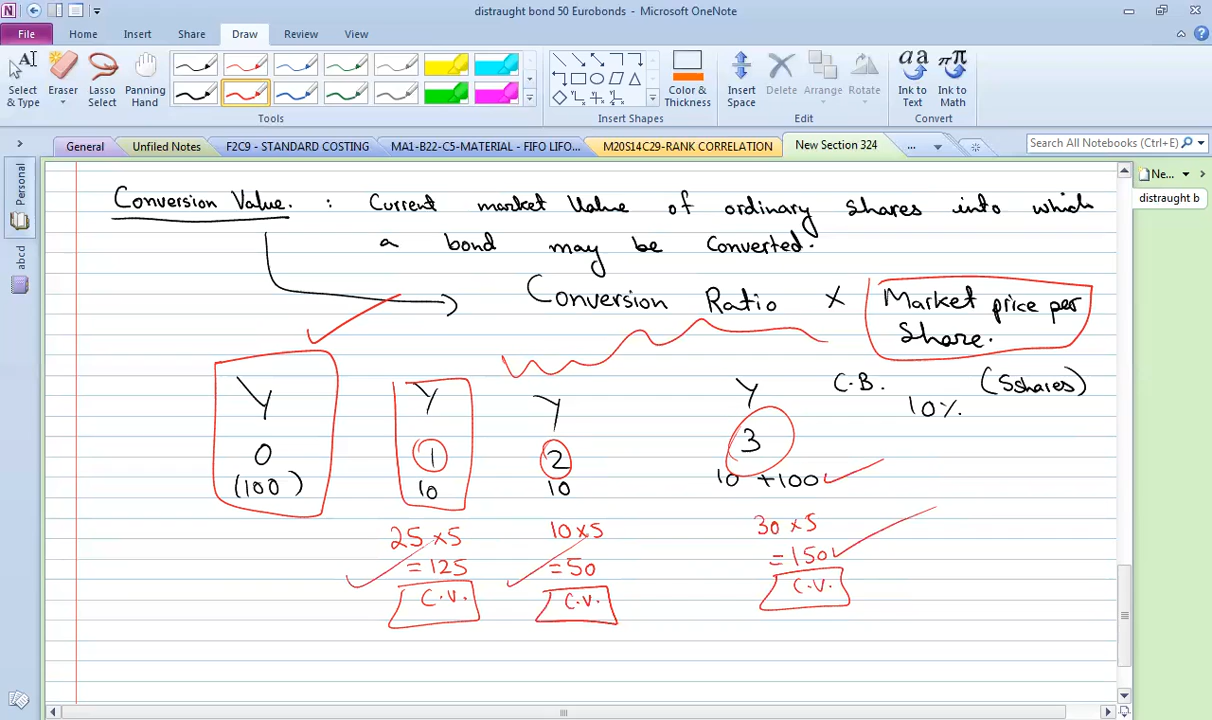 distraught bond 50 Eurobonds - Microsoft OneNote
File Home Insert Share Draw Review View
Select & Type
Eraser
Lasso Select
Panning Hand
Color & Thickness
Insert Space
Delete
Arrange
Rotate
Ink to Text
Ink to Math
Tools Insert Shapes Edit Convert
General Unfiled Notes F2C9 - STANDARD COSTING MA1-B22-C5-MATERIAL - FIFO LIFO... M20S14C29-RANK CORRELATION New Section 324 ... Search All Notebooks (Ctrl+E)
Personal
abcd
Ne...
distraught b
Conversion Value. : Current market Value of ordinary shares into which
a bond may be Converted.
Conversion Ratio × Market price per
Share.
Y Y Y Y C.B. (5shares)
10%
0 1 2 3
(100) 10 10 10 +100
25 ×5 10×5 30 ×5
=125 =50 =150
C.V. C.V. C.V.